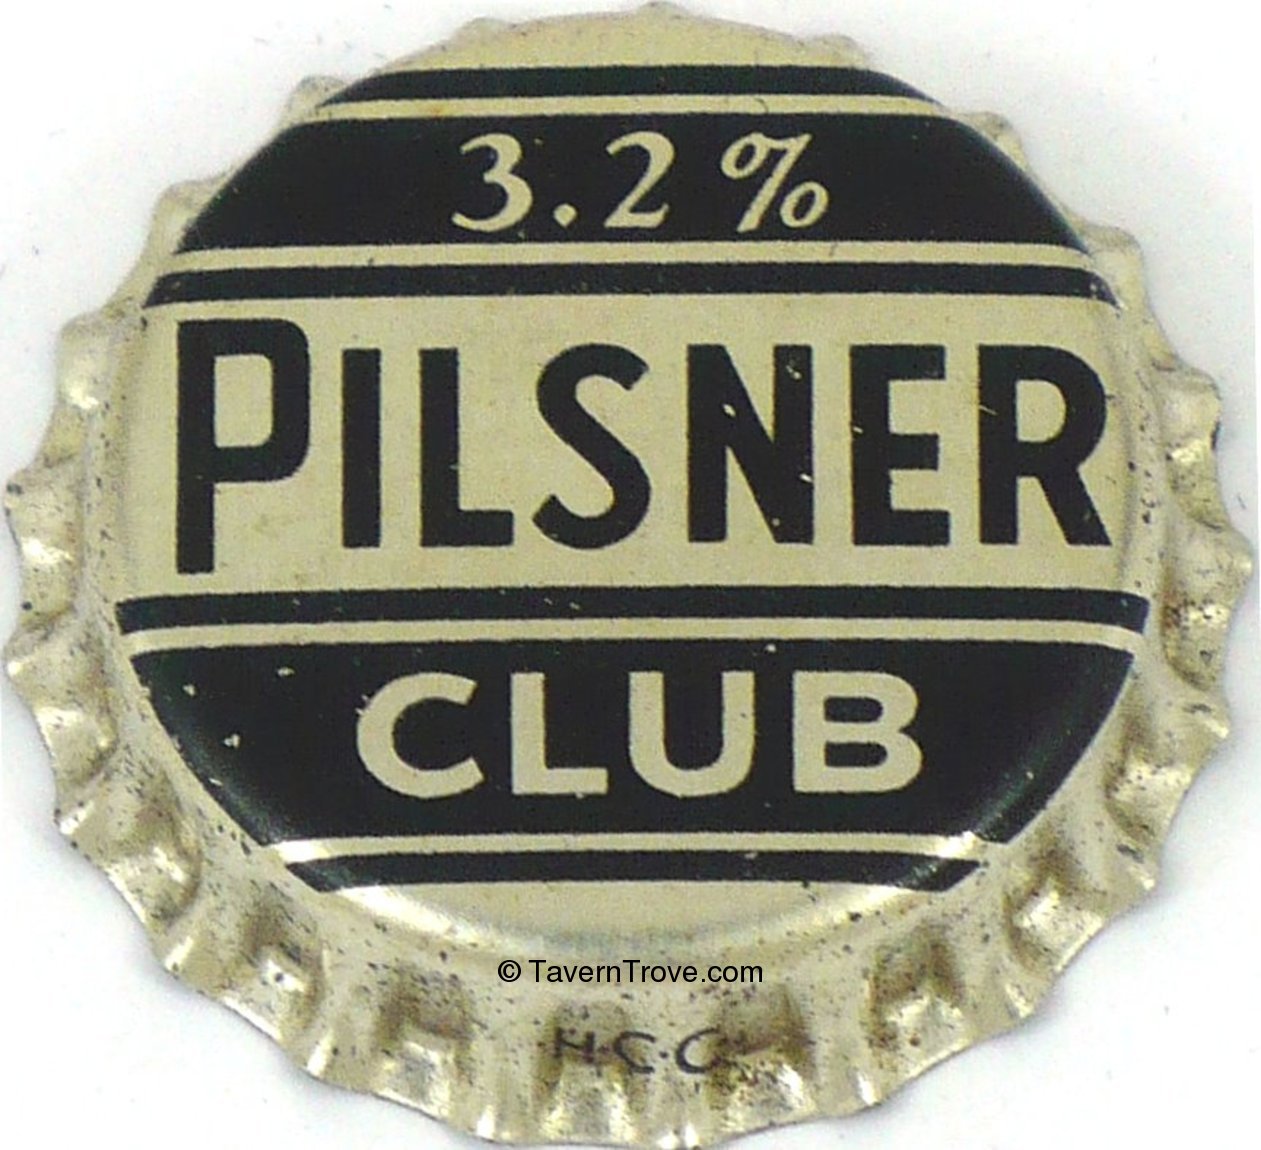 3.2%
PILSNER
CLUB
© TavernTrove.com
H.C.C.